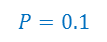 P = 0.1